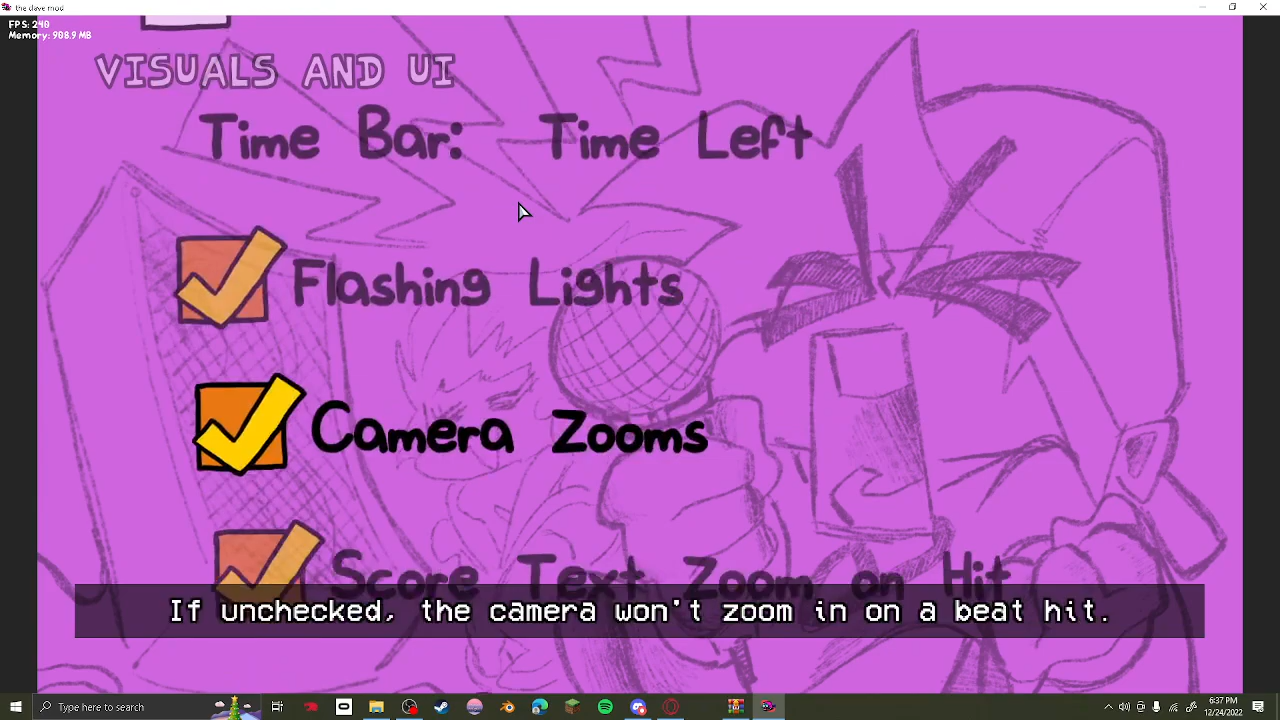 the dave mod
FPS: 240
Memory: 908.9 MB
VISUALS AND UI
Time Bar: Time Left
Flashing Lights
Camera Zooms
Score Text Zoom on Hit
If unchecked, the camera won't zoom in on a beat hit.
Type here to search
6:37 PM
12/24/2022